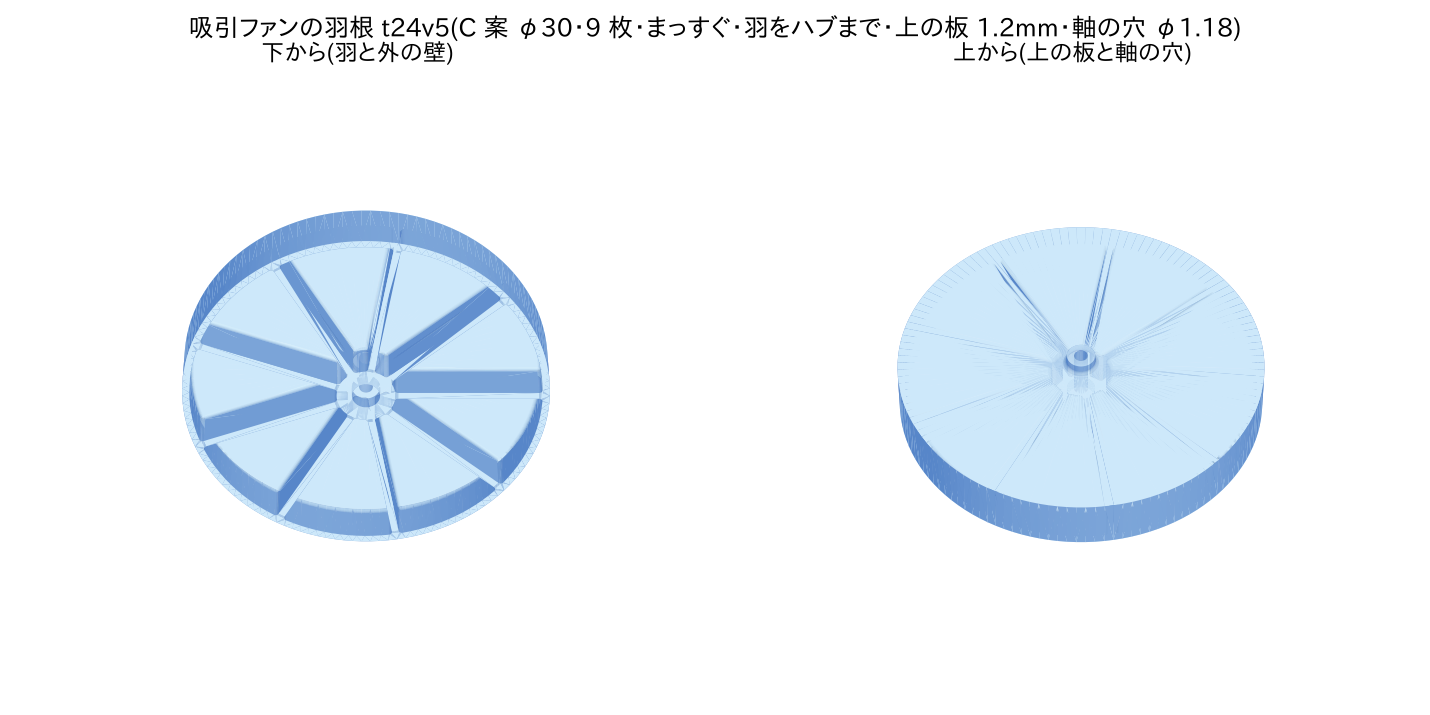 吸引ファンの羽根 t24v5(C 案 φ30・9 枚・まっすぐ・羽をハブまで・上の板 1.2mm・軸の穴 φ1.18)
下から(羽と外の壁)
上から(上の板と軸の穴)